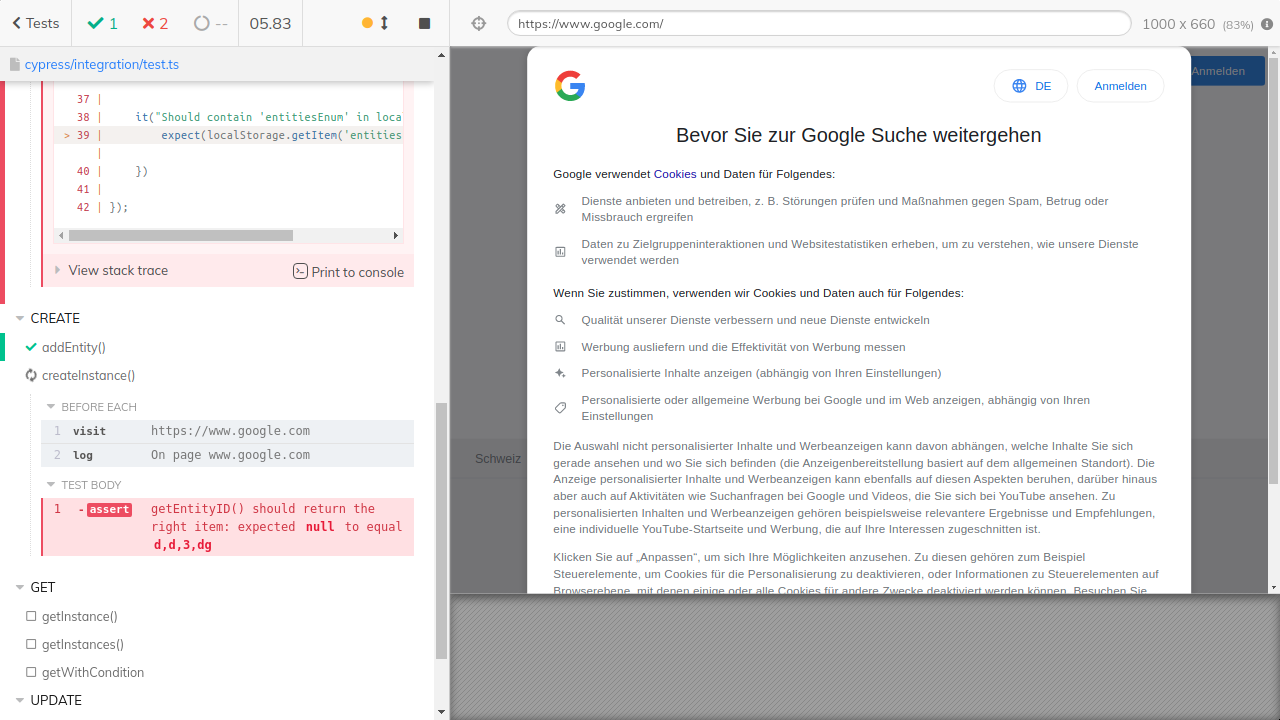 Tests
1
2
--
05.83
https://www.google.com/
1000 x 660 (83%)
cypress/integration/test.ts
37 |
38 |     it("Should contain 'entitiesEnum' in loca
> 39 |         expect(localStorage.getItem('entities
|
40 |     })
41 |
42 | });
View stack trace
Print to console
CREATE
addEntity()
createInstance()
BEFORE EACH
1 visit https://www.google.com
2 log On page www.google.com
TEST BODY
1 -assert getEntityID() should return the
right item: expected null to equal
d,d,3,dg
GET
getInstance()
getInstances()
getWithCondition
UPDATE
Anmelden
DE
Anmelden
Bevor Sie zur Google Suche weitergehen
Google verwendet Cookies und Daten für Folgendes:
Dienste anbieten und betreiben, z. B. Störungen prüfen und Maßnahmen gegen Spam, Betrug oder
Missbrauch ergreifen
Daten zu Zielgruppeninteraktionen und Websitestatistiken erheben, um zu verstehen, wie unsere Dienste
verwendet werden
Wenn Sie zustimmen, verwenden wir Cookies und Daten auch für Folgendes:
Qualität unserer Dienste verbessern und neue Dienste entwickeln
Werbung ausliefern und die Effektivität von Werbung messen
Personalisierte Inhalte anzeigen (abhängig von Ihren Einstellungen)
Personalisierte oder allgemeine Werbung bei Google und im Web anzeigen, abhängig von Ihren
Einstellungen
Die Auswahl nicht personalisierter Inhalte und Werbeanzeigen kann davon abhängen, welche Inhalte Sie sich
gerade ansehen und wo Sie sich befinden (die Anzeigenbereitstellung basiert auf dem allgemeinen Standort). Die
Anzeige personalisierter Inhalte und Werbeanzeigen kann ebenfalls auf diesen Aspekten beruhen, darüber hinaus
aber auch auf Aktivitäten wie Suchanfragen bei Google und Videos, die Sie sich bei YouTube ansehen. Zu
personalisierten Inhalten und Werbeanzeigen gehören beispielsweise relevantere Ergebnisse und Empfehlungen,
eine individuelle YouTube-Startseite und Werbung, die auf Ihre Interessen zugeschnitten ist.
Klicken Sie auf „Anpassen“, um sich Ihre Möglichkeiten anzusehen. Zu diesen gehören zum Beispiel
Steuerelemente, um Cookies für die Personalisierung zu deaktivieren, oder Informationen zu Steuerelementen auf
Browserebene, mit denen einige oder alle Cookies für andere Zwecke deaktiviert werden können. Besuchen Sie
Schweiz